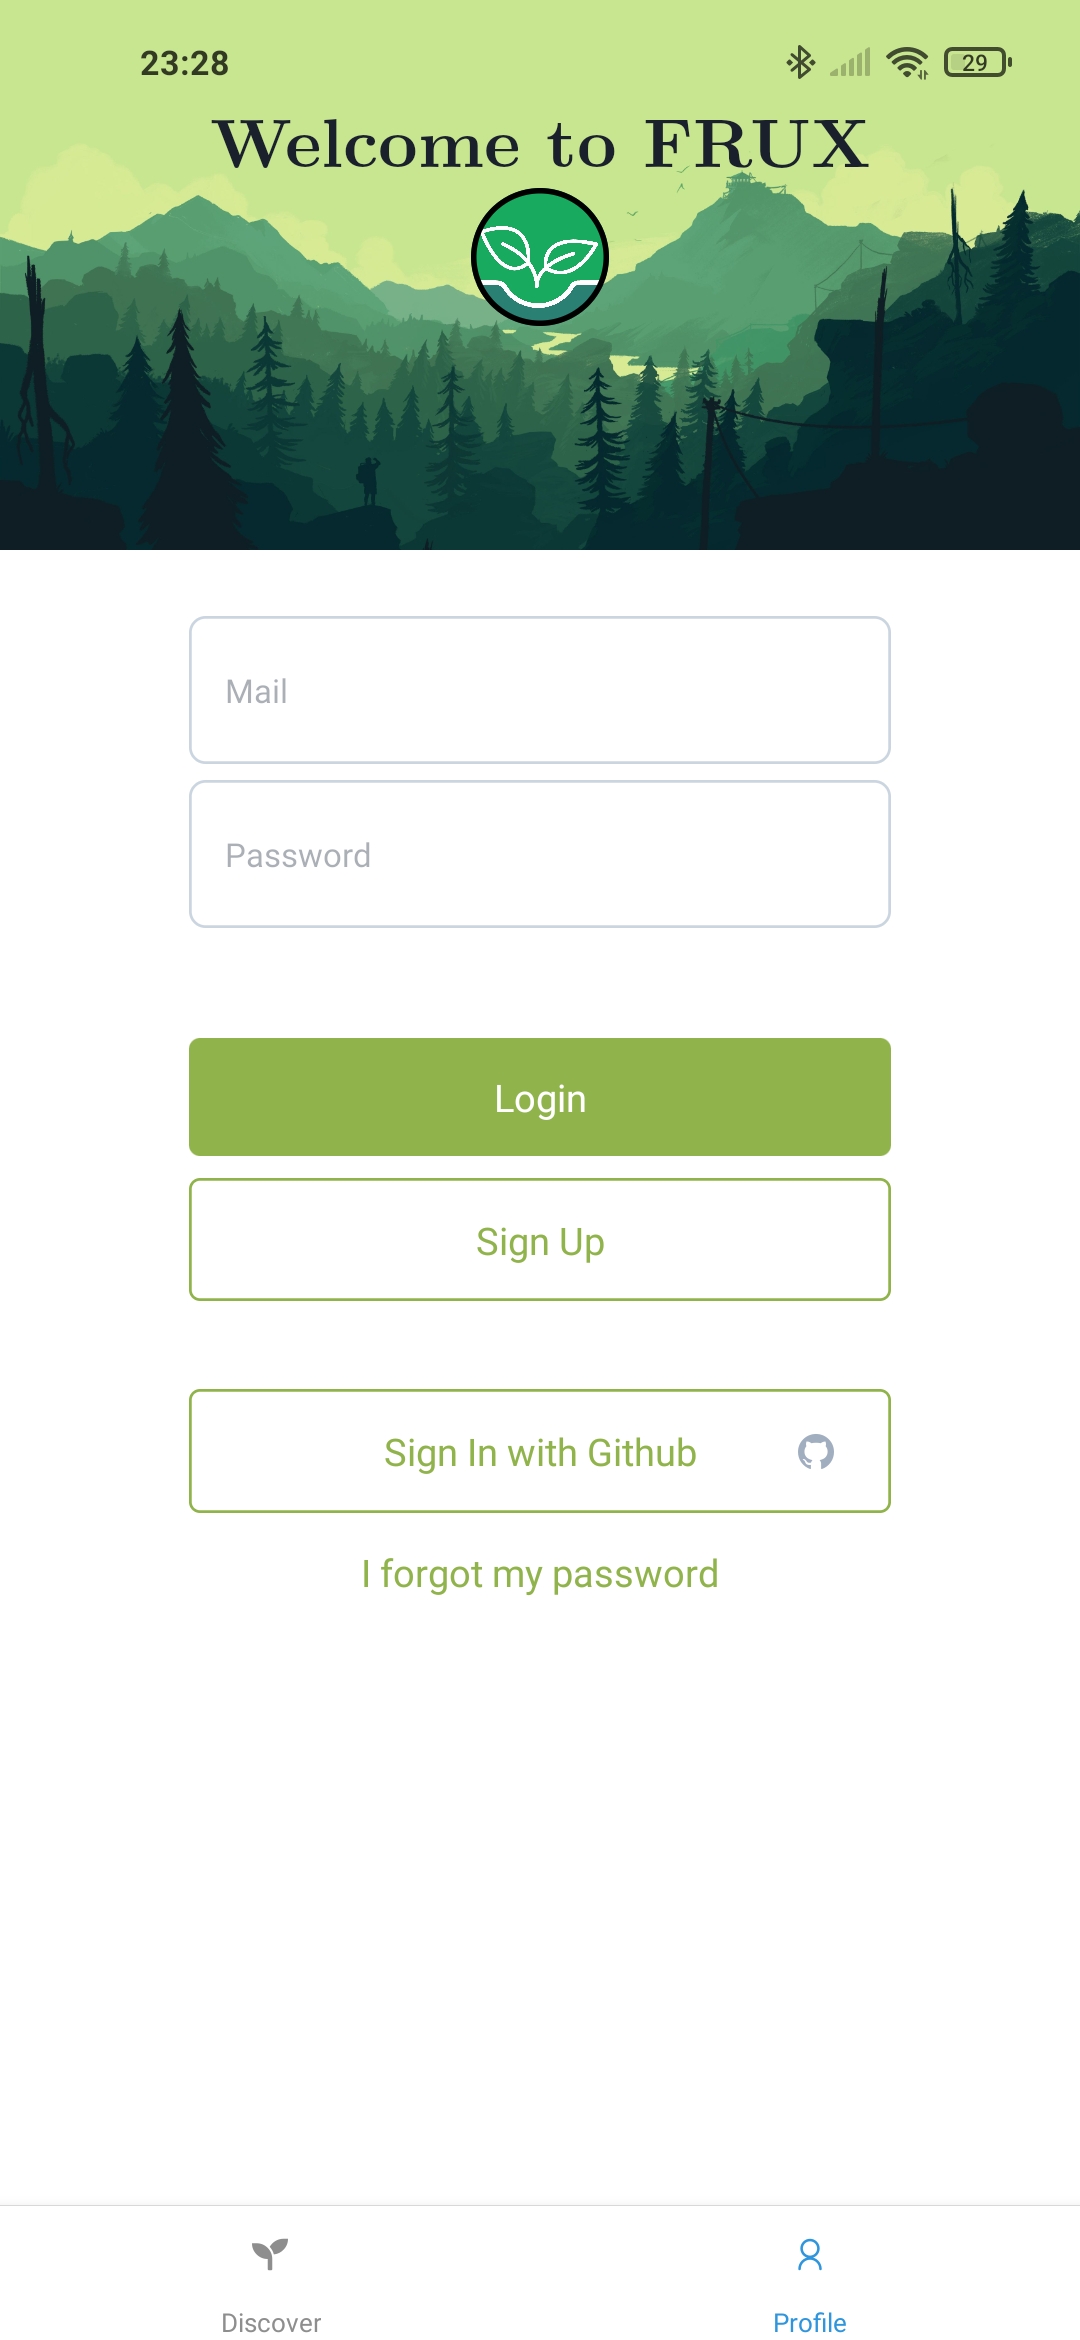 23:28
29
Welcome to FRUX
Mail
Password
Login
Sign Up
Sign In with Github
I forgot my password
Discover
Profile